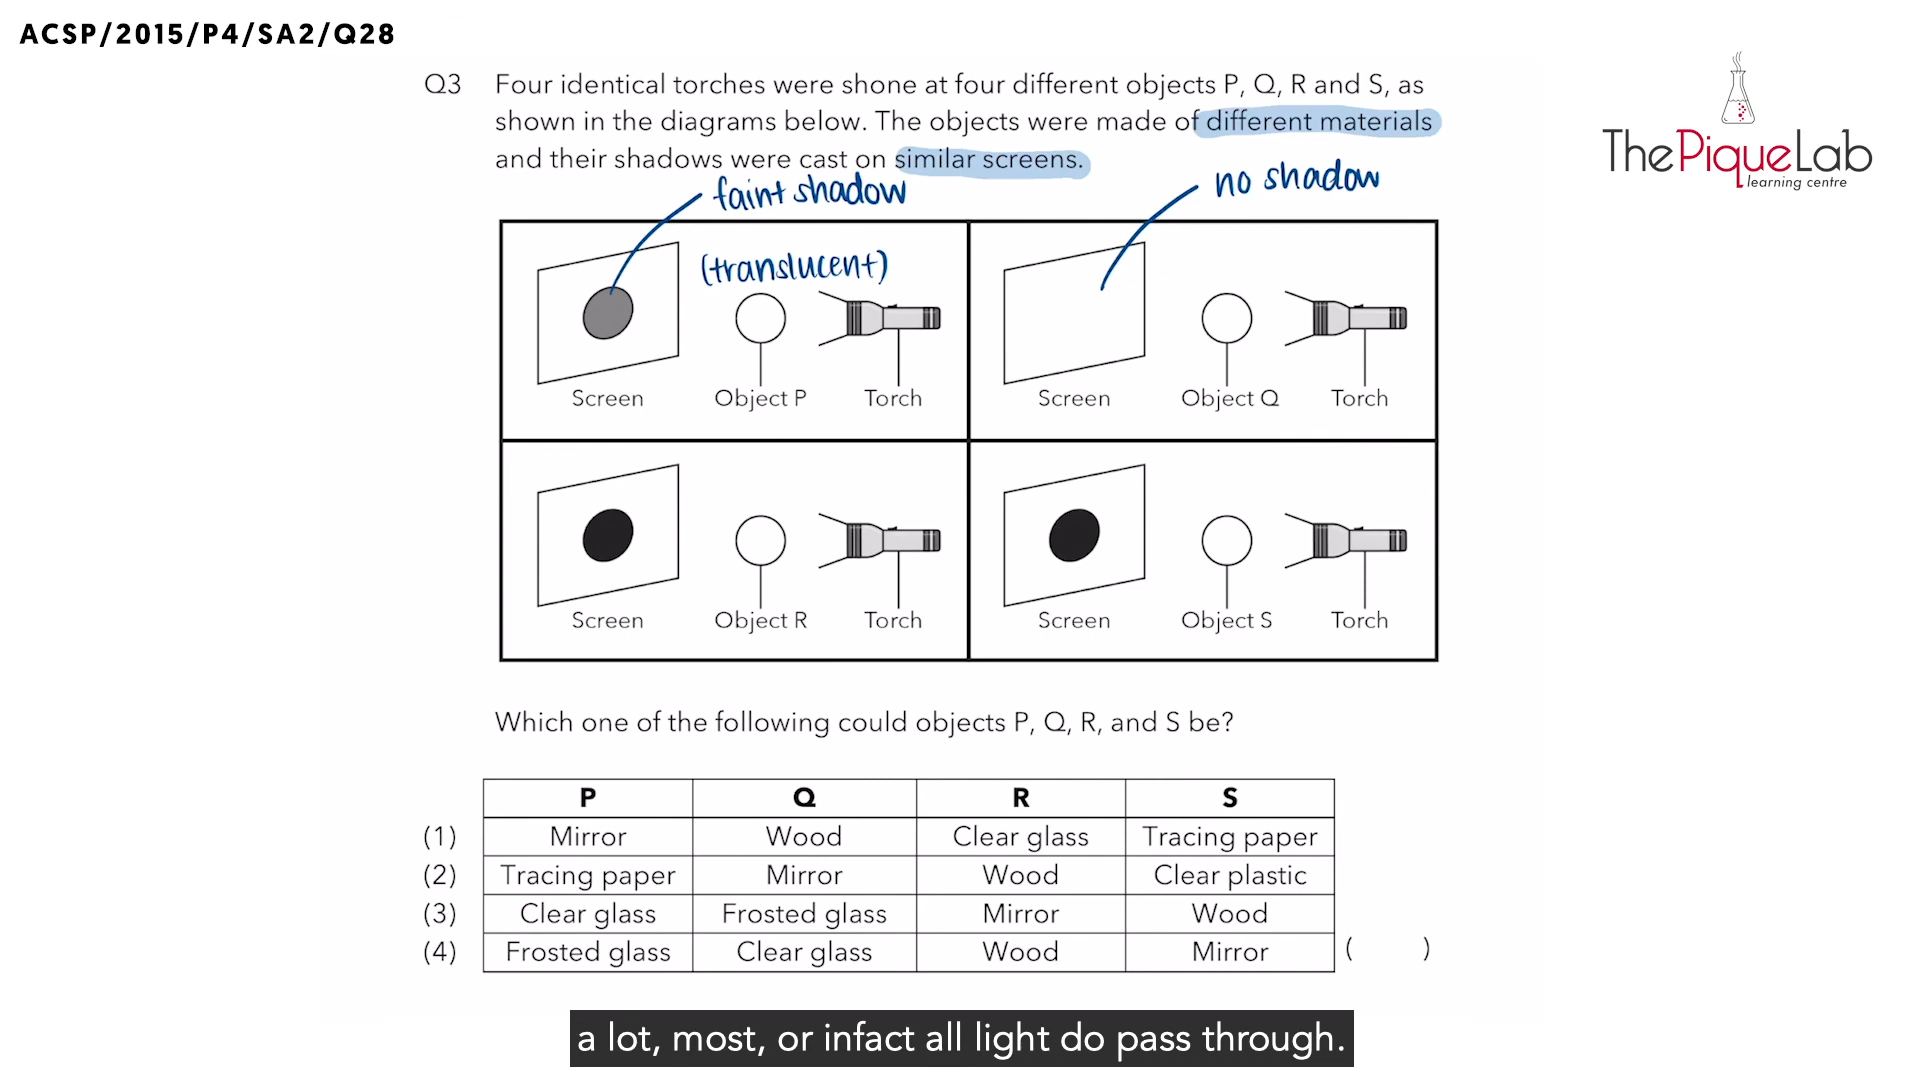 ACSP/2015/P4/SA2/Q28
ThePiqueLab
learning centre
Q3 Four identical torches were shone at four different objects P, Q, R and S, as
shown in the diagrams below. The objects were made of different materials
and their shadows were cast on similar screens.
faint shadow
no shadow
(translucent)
Screen Object P Torch
Screen Object Q Torch
Screen Object R Torch
Screen Object S Torch
Which one of the following could objects P, Q, R, and S be?
P Q R S
(1) Mirror Wood Clear glass Tracing paper
(2) Tracing paper Mirror Wood Clear plastic
(3) Clear glass Frosted glass Mirror Wood
(4) Frosted glass Clear glass Wood Mirror ( )
a lot, most, or infact all light do pass through.